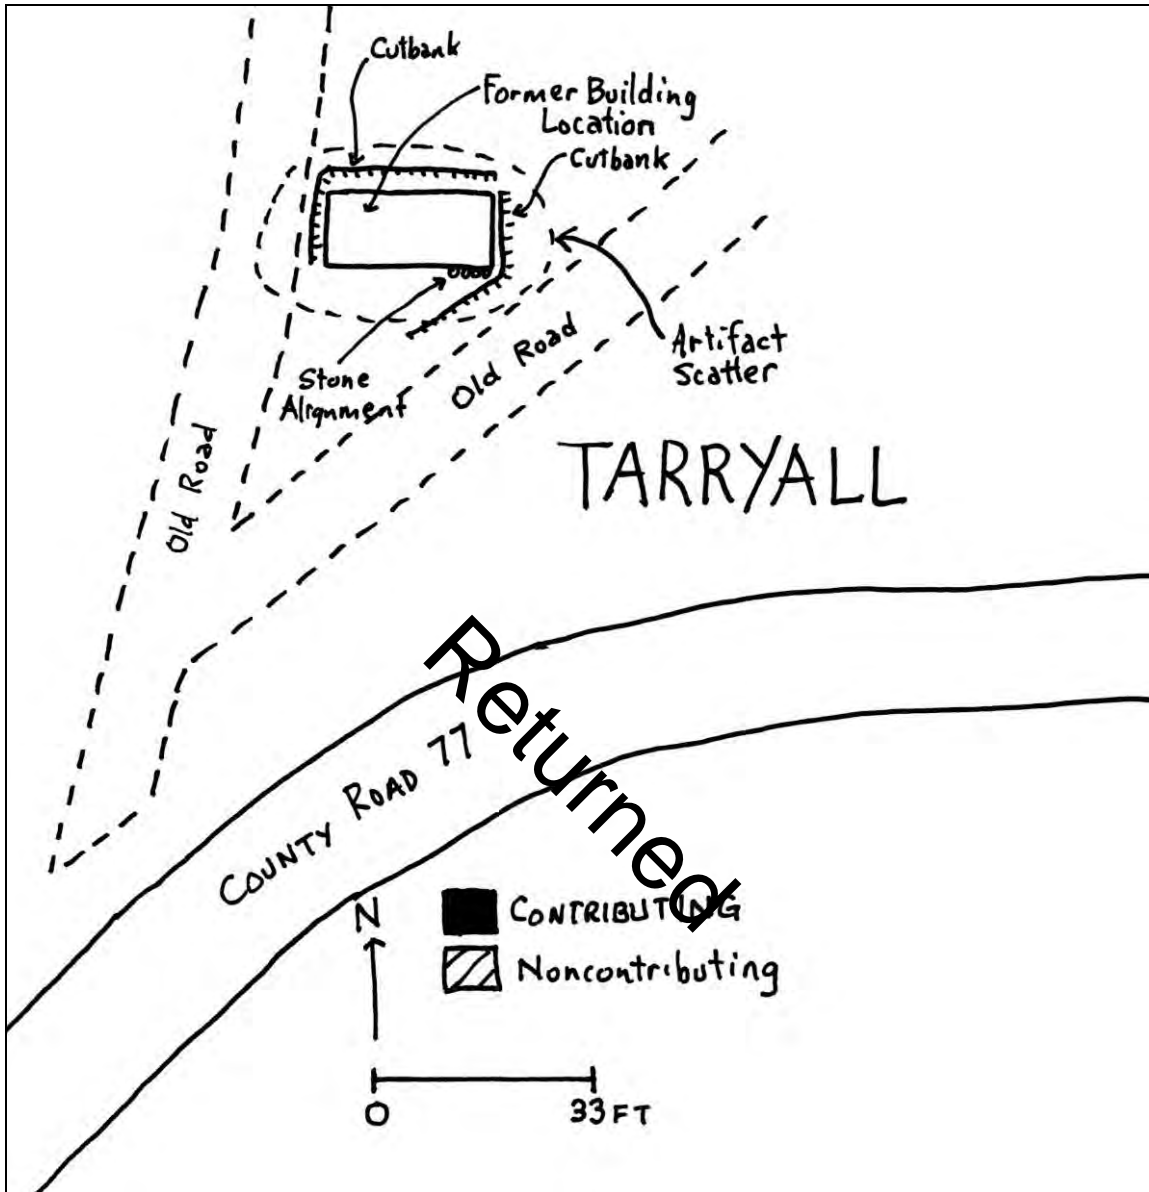 Cutbank
Former Building
Location
Cutbank
Artifact
Scatter
Old Road
Stone
Alignment
Old Road
TARRYALL
COUNTY ROAD 77
Returned
N
CONTRIBUTING
Noncontributing
0
33 FT